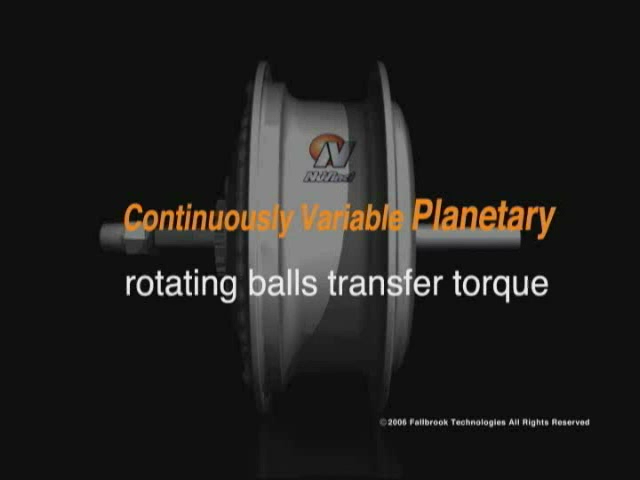 N
NuVinci
Continuously Variable Planetary
rotating balls transfer torque
©2006 Fallbrook Technologies All Rights Reserved